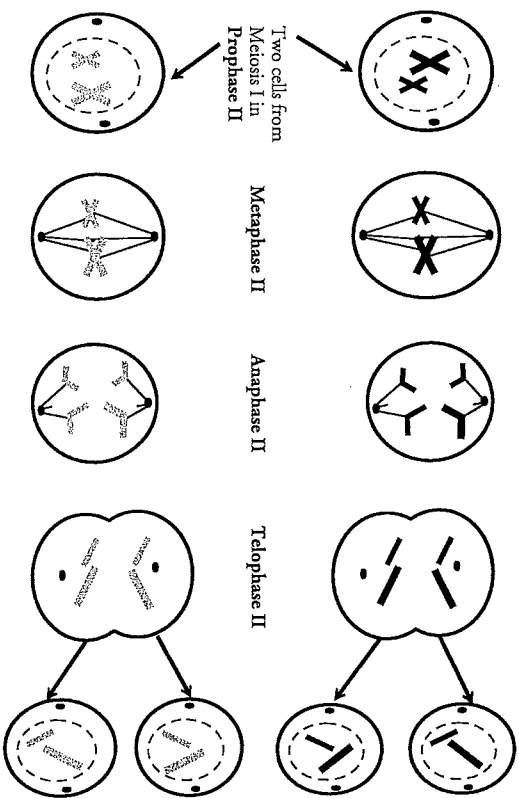 Two cells from
Meiosis I in
Prophase II
Metaphase II
Anaphase II
Telophase II